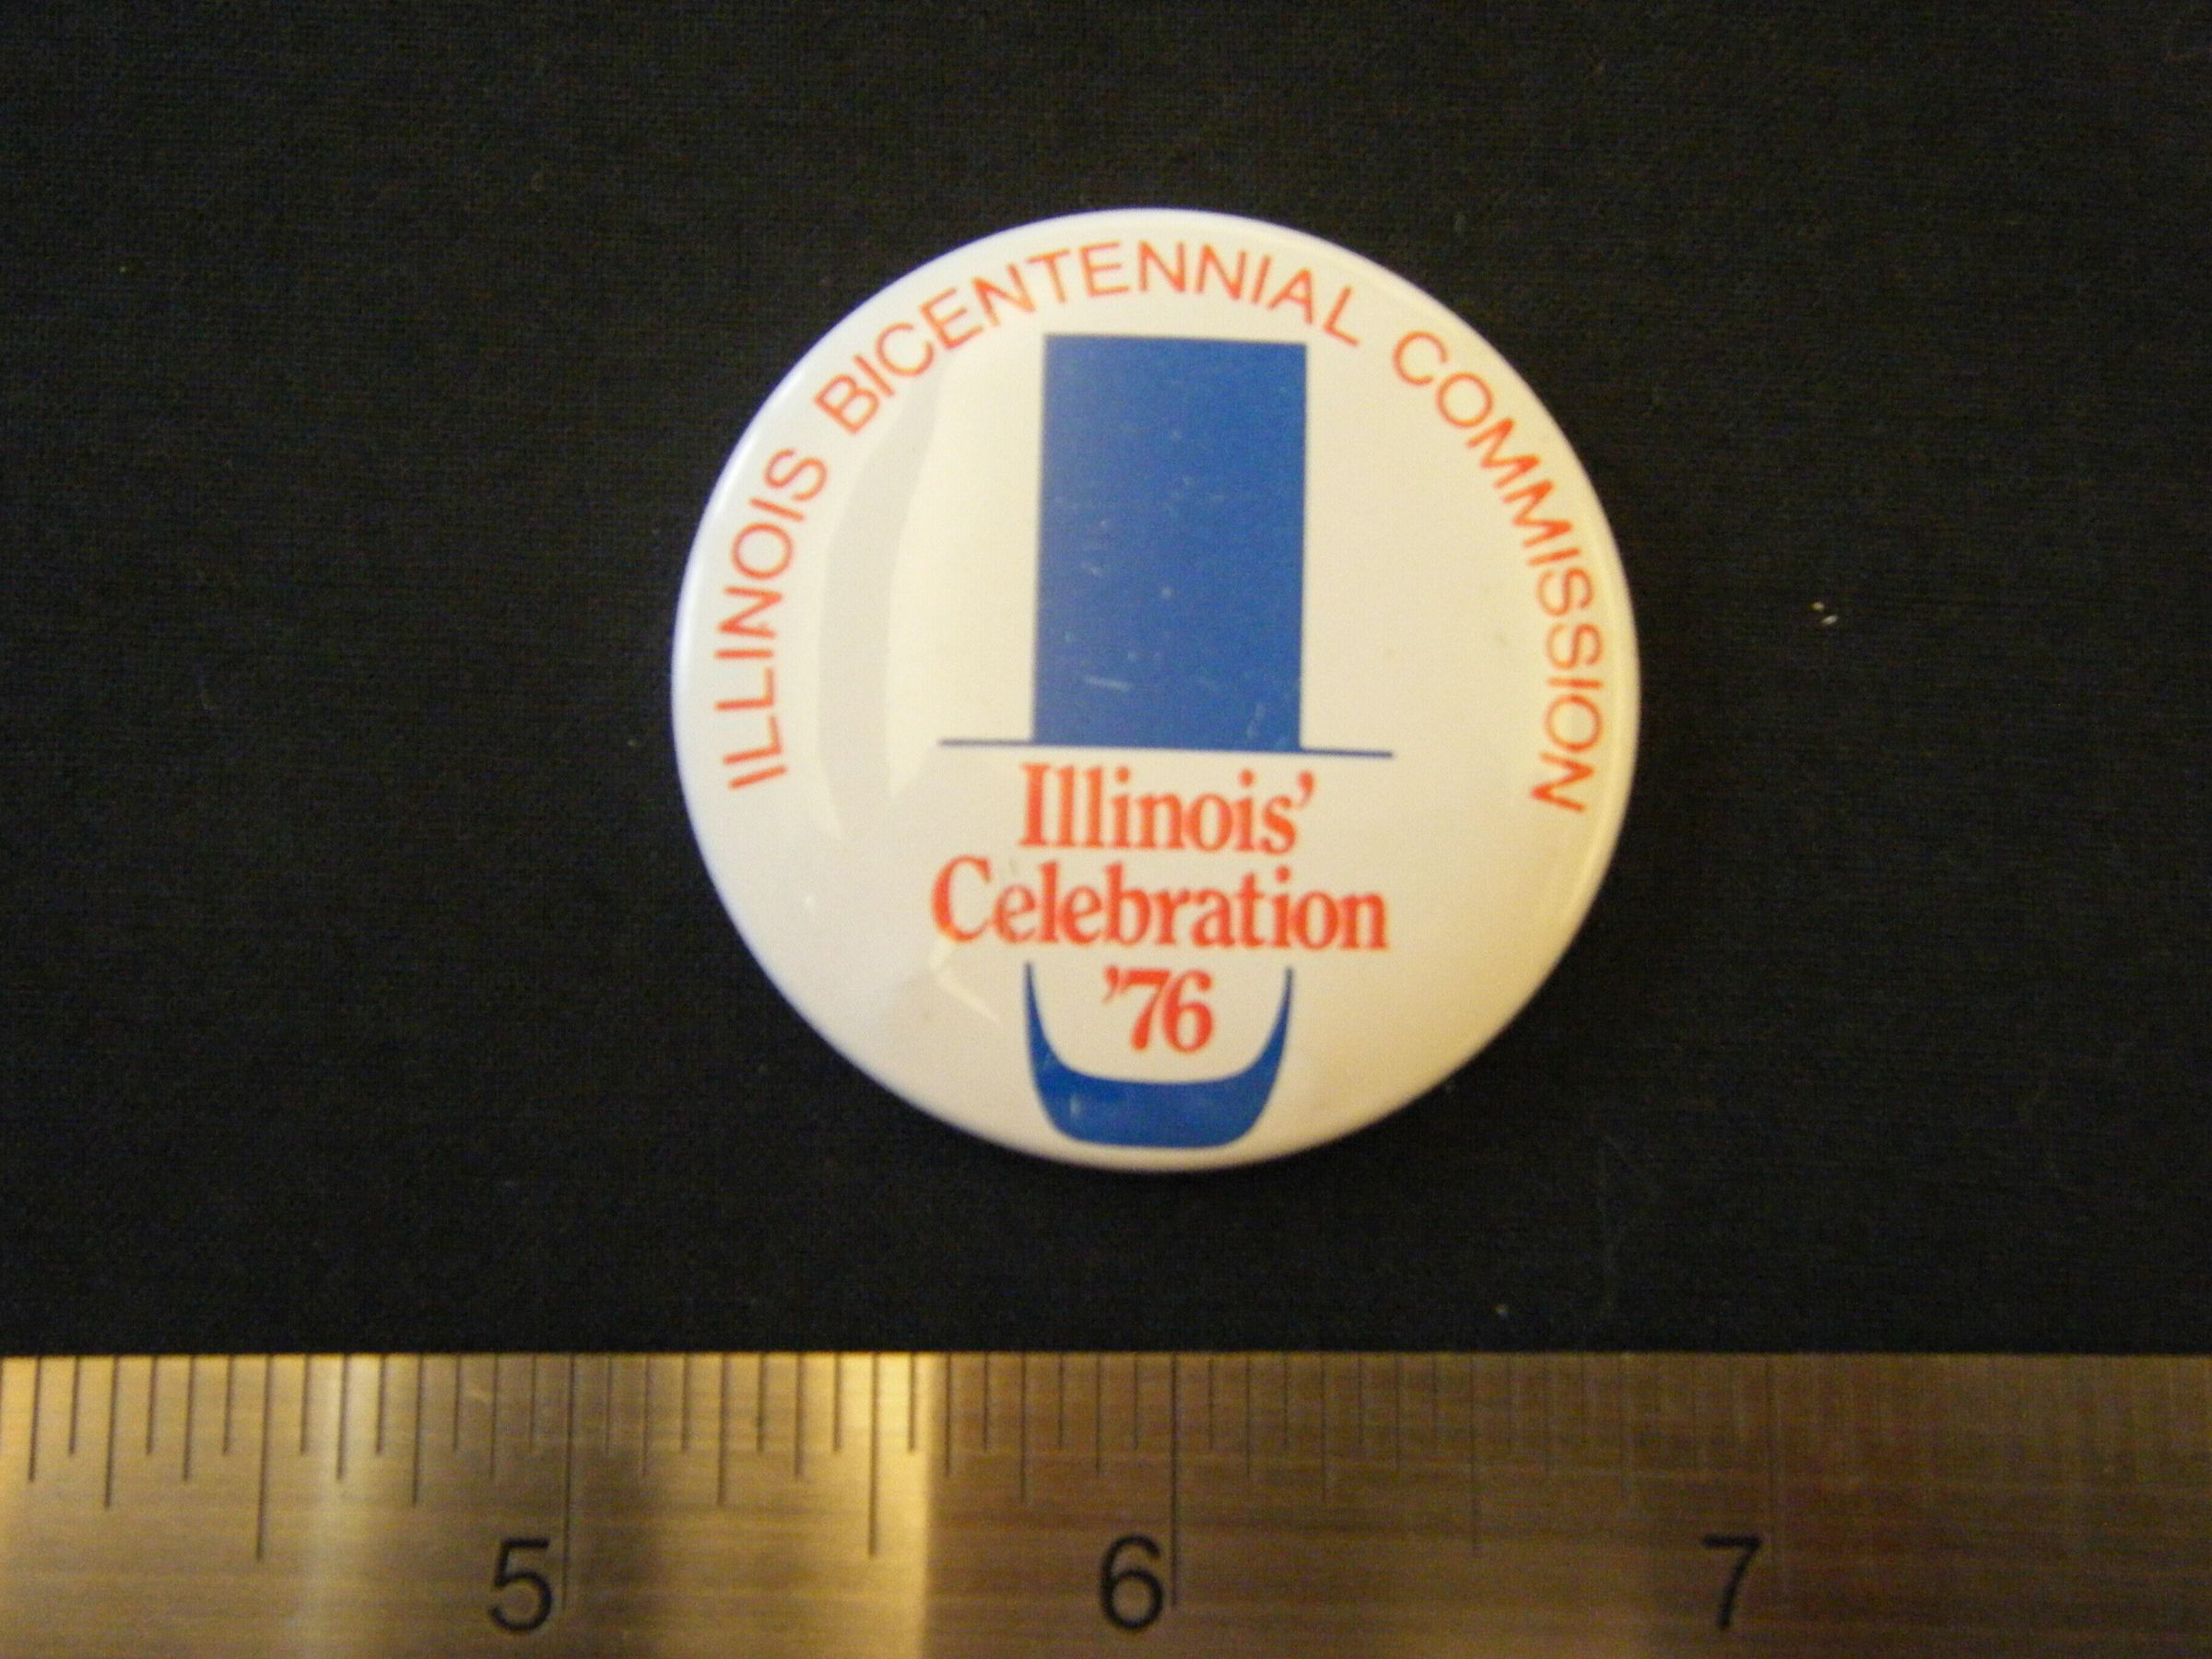 ILLINOIS BICENTENNIAL COMMISSION
Illinois’
Celebration
’76
5 6 7